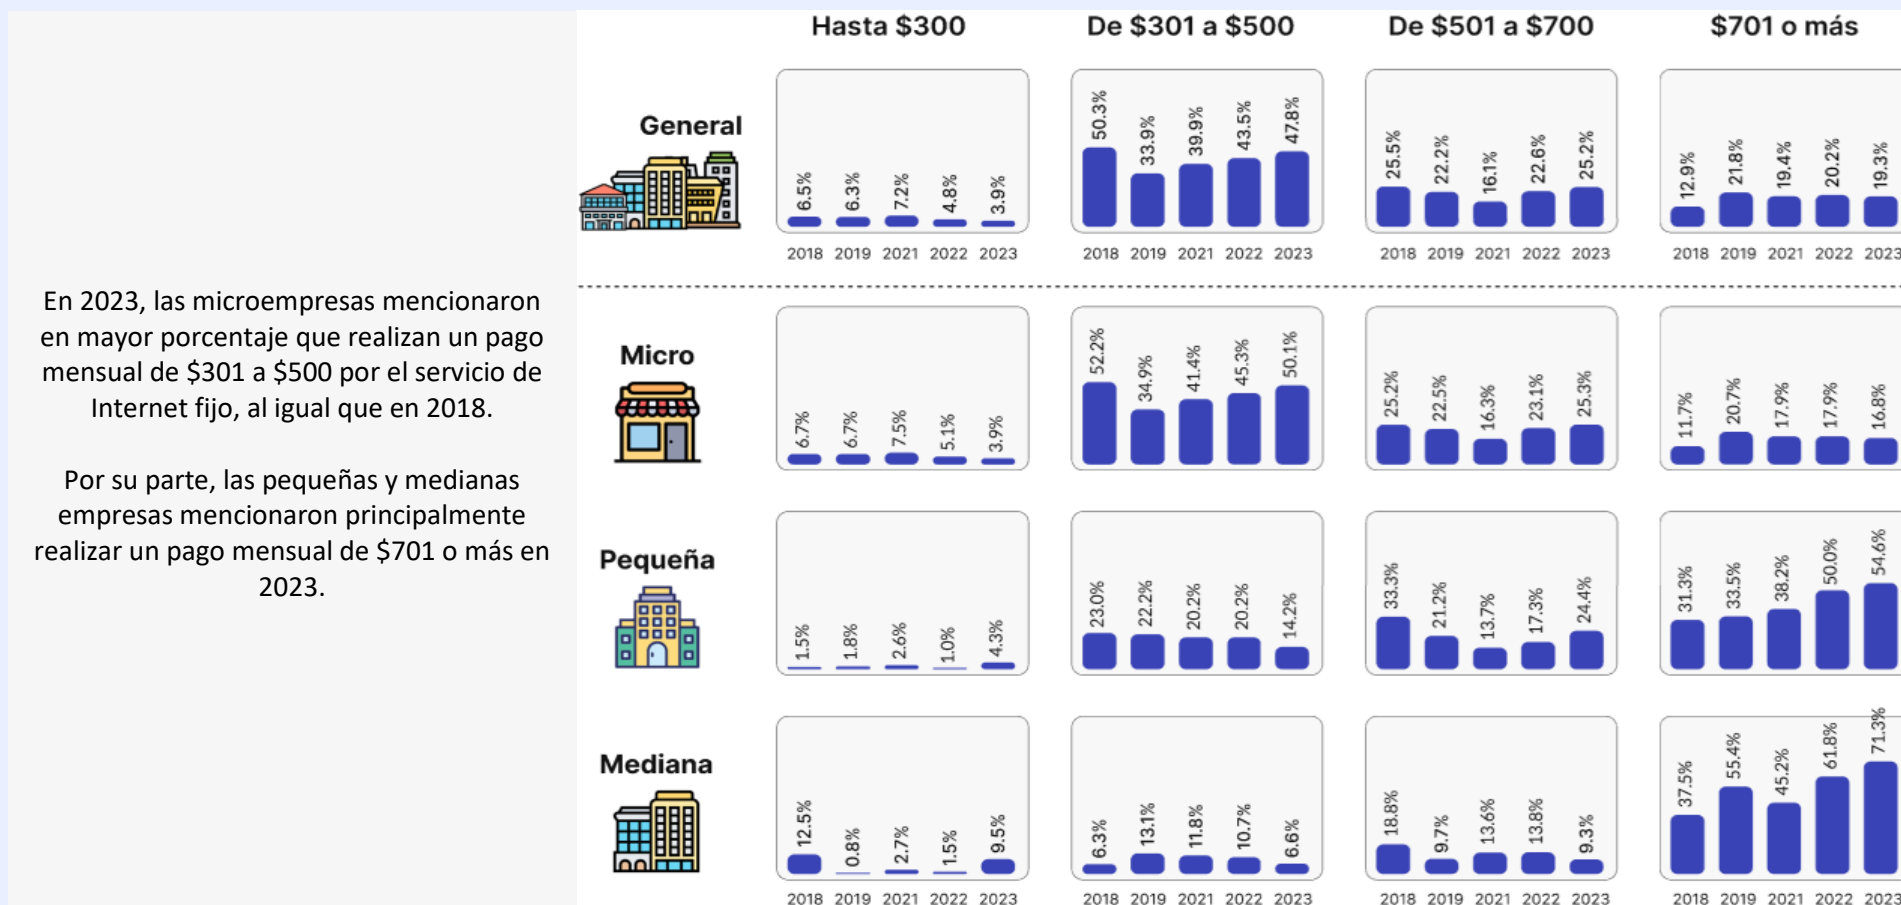 En 2023, las microempresas mencionaron
en mayor porcentaje que realizan un pago
mensual de $301 a $500 por el servicio de
Internet fijo, al igual que en 2018.
Por su parte, las pequeñas y medianas
empresas mencionaron principalmente
realizar un pago mensual de $701 o más en
2023.
Hasta $300 De $301 a $500 De $501 a $700 $701 o más
General
6.5% 6.3% 7.2% 4.8% 3.9% 50.3% 33.9% 39.9% 43.5% 47.8% 25.5% 22.2% 16.1% 22.6% 25.2% 12.9% 21.8% 19.4% 20.2% 19.3%
2018 2019 2021 2022 2023 2018 2019 2021 2022 2023 2018 2019 2021 2022 2023 2018 2019 2021 2022 2023
Micro
6.7% 6.7% 7.5% 5.1% 3.9% 52.2% 34.9% 41.4% 45.3% 50.1% 25.2% 22.5% 16.3% 23.1% 25.3% 11.7% 20.7% 17.9% 17.9% 16.8%
Pequeña
1.5% 1.8% 2.6% 1.0% 4.3% 23.0% 22.2% 20.2% 20.2% 14.2% 33.3% 21.2% 13.7% 17.3% 24.4% 31.3% 33.5% 38.2% 50.0% 54.6%
Mediana
12.5% 0.8% 2.7% 1.5% 9.5% 6.3% 13.1% 11.8% 10.7% 6.6% 18.8% 9.7% 13.6% 13.8% 9.3% 37.5% 55.4% 45.2% 61.8% 71.3%
2018 2019 2021 2022 2023 2018 2019 2021 2022 2023 2018 2019 2021 2022 2023 2018 2019 2021 2022 2023